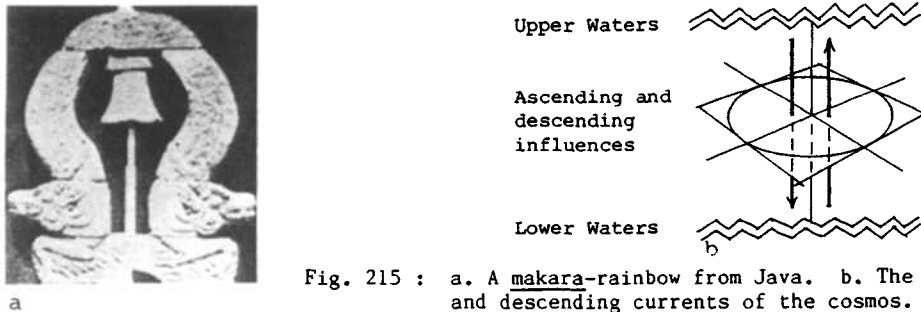 Upper Waters
Ascending and
descending
influences
Lower Waters
b
a
Fig. 215 : a. A makara-rainbow from Java. b. The
and descending currents of the cosmos.